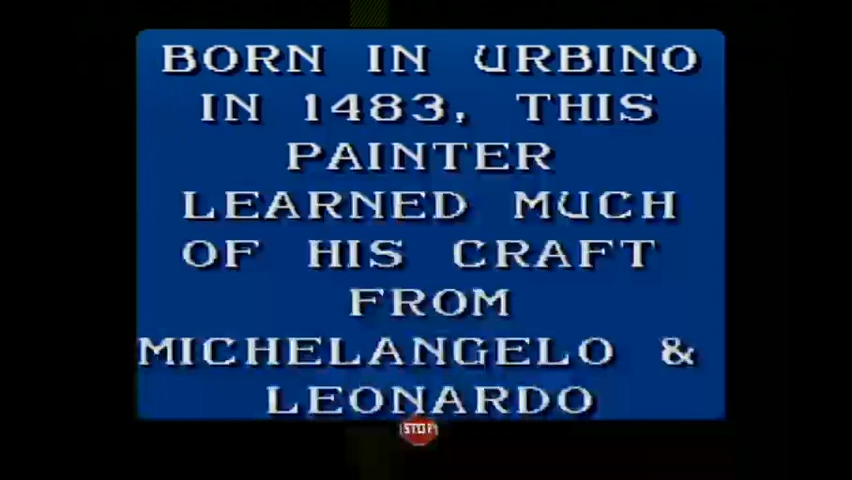 BORN IN URBINO
IN 1483, THIS
PAINTER
LEARNED MUCH
OF HIS CRAFT
FROM
MICHELANGELO &
LEONARDO
STOP